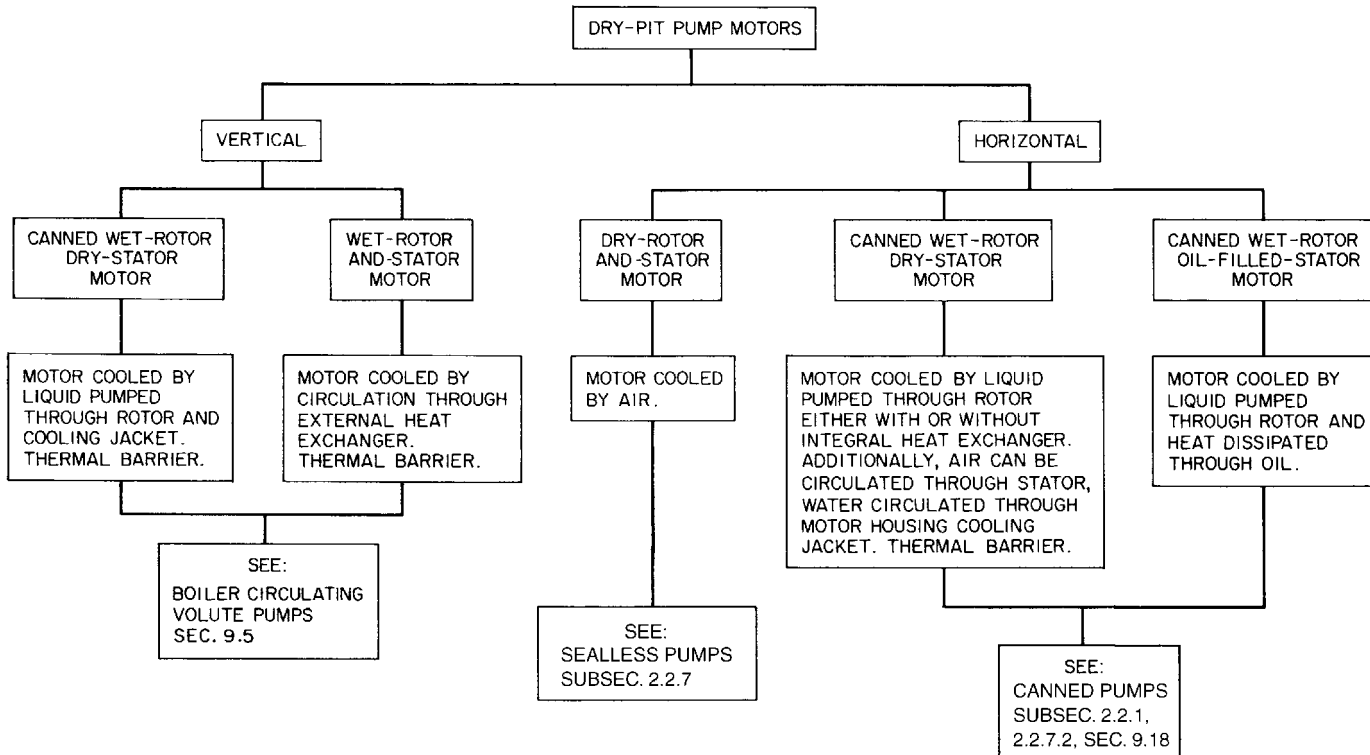 DRY-PIT PUMP MOTORS
VERTICAL
HORIZONTAL
CANNED WET-ROTOR
DRY-STATOR
MOTOR
WET-ROTOR
AND-STATOR
MOTOR
DRY-ROTOR
AND-STATOR
MOTOR
CANNED WET-ROTOR
DRY-STATOR
MOTOR
CANNED WET-ROTOR
OIL-FILLED-STATOR
MOTOR
MOTOR COOLED BY
LIQUID PUMPED
THROUGH ROTOR AND
COOLING JACKET.
THERMAL BARRIER.
MOTOR COOLED BY
CIRCULATION THROUGH
EXTERNAL HEAT
EXCHANGER.
THERMAL BARRIER.
MOTOR COOLED
BY AIR.
MOTOR COOLED BY LIQUID
PUMPED THROUGH ROTOR
EITHER WITH OR WITHOUT
INTEGRAL HEAT EXCHANGER.
ADDITIONALLY, AIR CAN BE
CIRCULATED THROUGH STATOR,
WATER CIRCULATED THROUGH
MOTOR HOUSING COOLING
JACKET. THERMAL BARRIER.
MOTOR COOLED BY
LIQUID PUMPED
THROUGH ROTOR AND
HEAT DISSIPATED
THROUGH OIL.
SEE:
BOILER CIRCULATING
VOLUTE PUMPS
SEC. 9.5
SEE:
SEALLESS PUMPS
SUBSEC. 2.2.7
SEE:
CANNED PUMPS
SUBSEC. 2.2.1,
2.2.7.2, SEC. 9.18